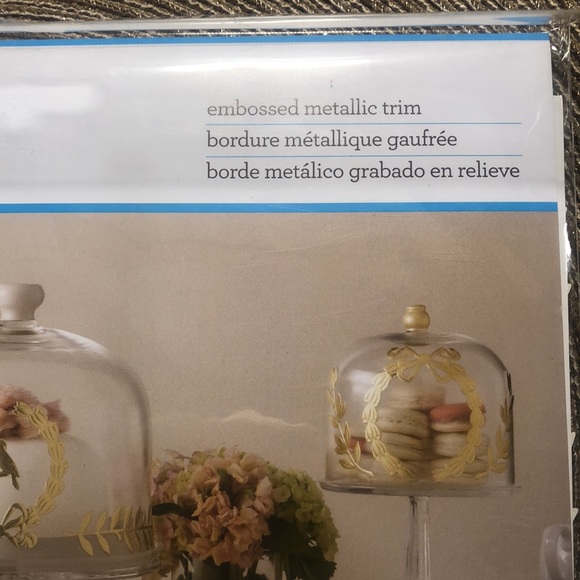 embossed metallic trim
bordure métallique gaufrée
borde metálico grabado en relieve